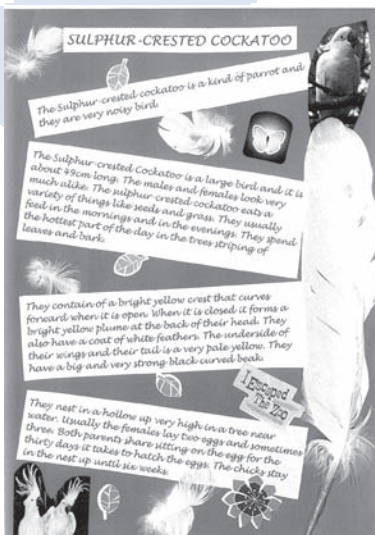 SULPHUR-CRESTED COCKATOO
The Sulphur-crested cockatoo is a kind of parrot and
they are very noisy bird.
The Sulphur-crested Cockatoo is a large bird and it is
about 49cm long. The males and females look very
much alike. The sulphur-crested cockatoo eats a
variety of things like seeds and grass. They usually
feed in the mornings and in the evenings. They spend
the hottest part of the day in the trees striping of
leaves and bark.
They contain of a bright yellow crest that curves
forward when it is open. When it is closed it forms a
bright yellow plume at the back of their head. They
also have a coat of white feathers. The underside of
their wings and their tail is a very pale yellow. They
have a big and very strong black curved beak.
I Escaped
The Zoo
They nest in a hollow up very high in a tree near
water. Usually the females lay two eggs and sometimes
three. Both parents share sitting on the egg for the
thirty days it takes to hatch the eggs. The chicks stay
in the nest up until six weeks.